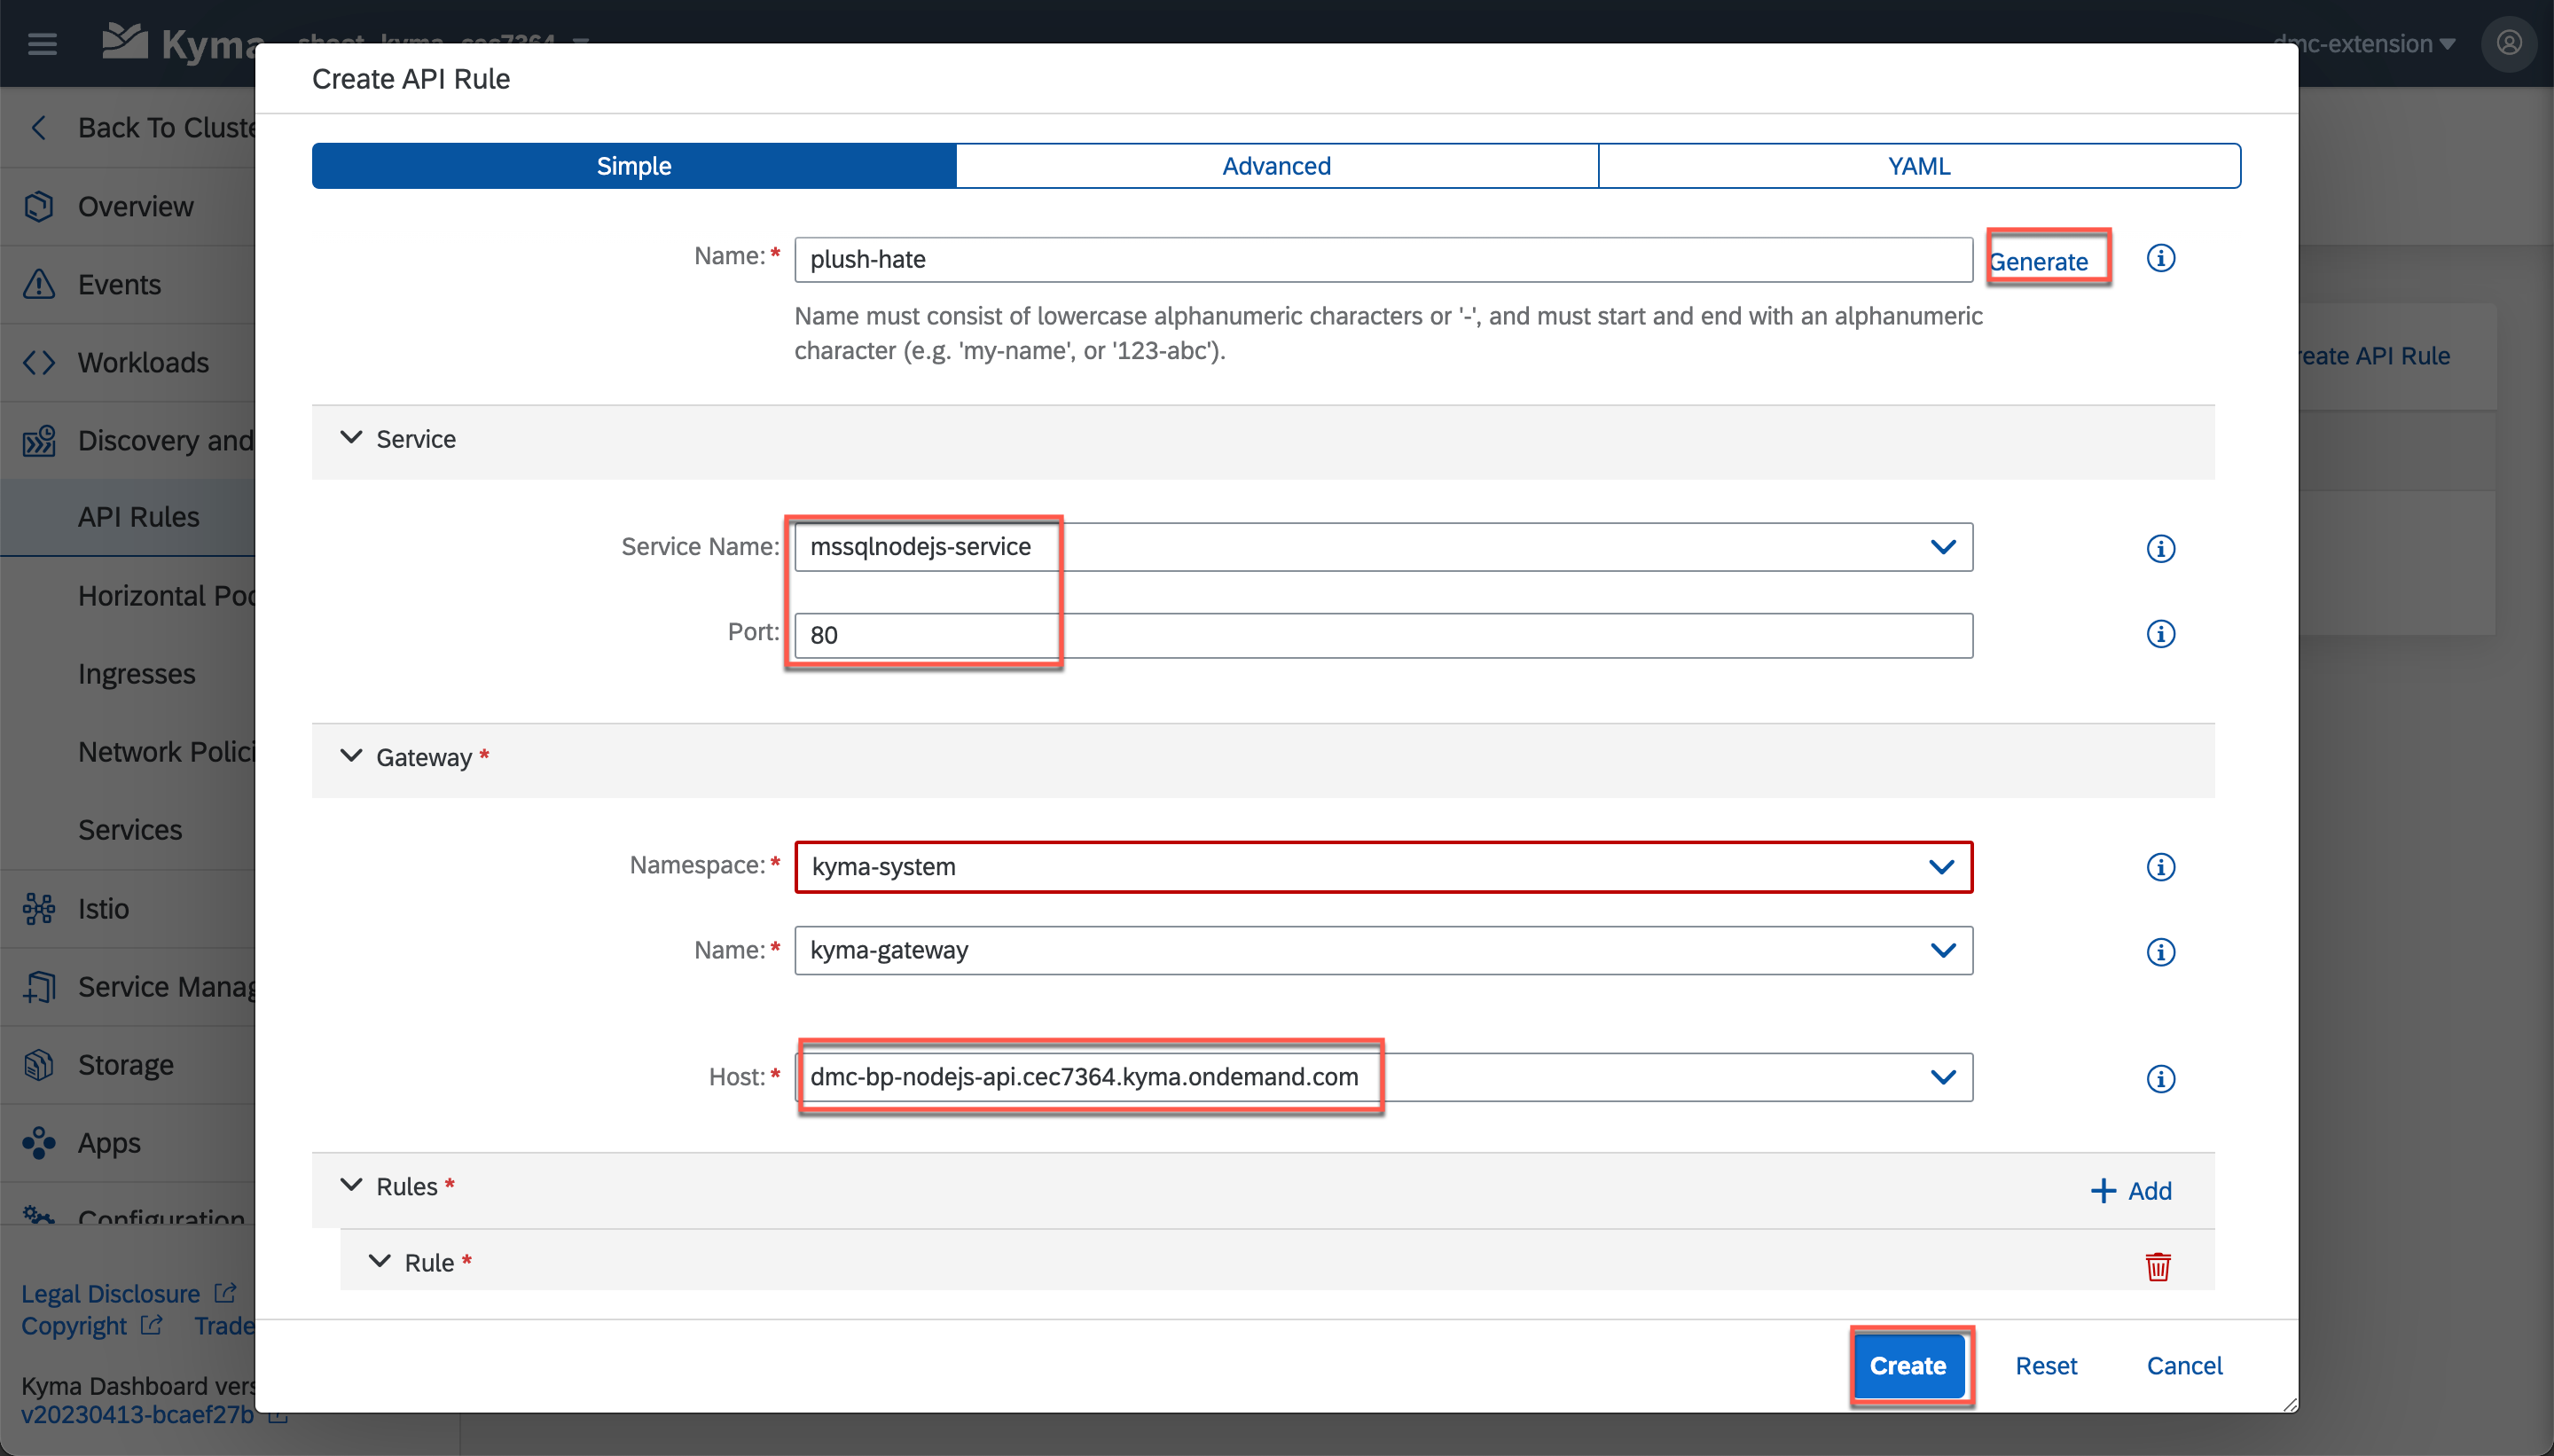 Kyma shoot--kyma--cec7364
dmc-extension
Create API Rule
Back To Cluste
Simple Advanced YAML
Overview
Name:* plush-hate Generate
Events
Name must consist of lowercase alphanumeric characters or '-', and must start and end with an alphanumeric
character (e.g. 'my-name', or '123-abc').
reate API Rule
Workloads
Discovery and
Service
API Rules
Service Name: mssqlnodejs-service
Horizontal Pod
Port: 80
Ingresses
Network Polici
Gateway *
Services
Namespace:* kyma-system
Istio
Name:* kyma-gateway
Service Manag
Storage
Host:* dmc-bp-nodejs-api.cec7364.kyma.ondemand.com
Apps
Rules * Add
Configuration
Rule *
Legal Disclosure
Copyright Trade
Create Reset Cancel
Kyma Dashboard vers
v20230413-bcaef27b